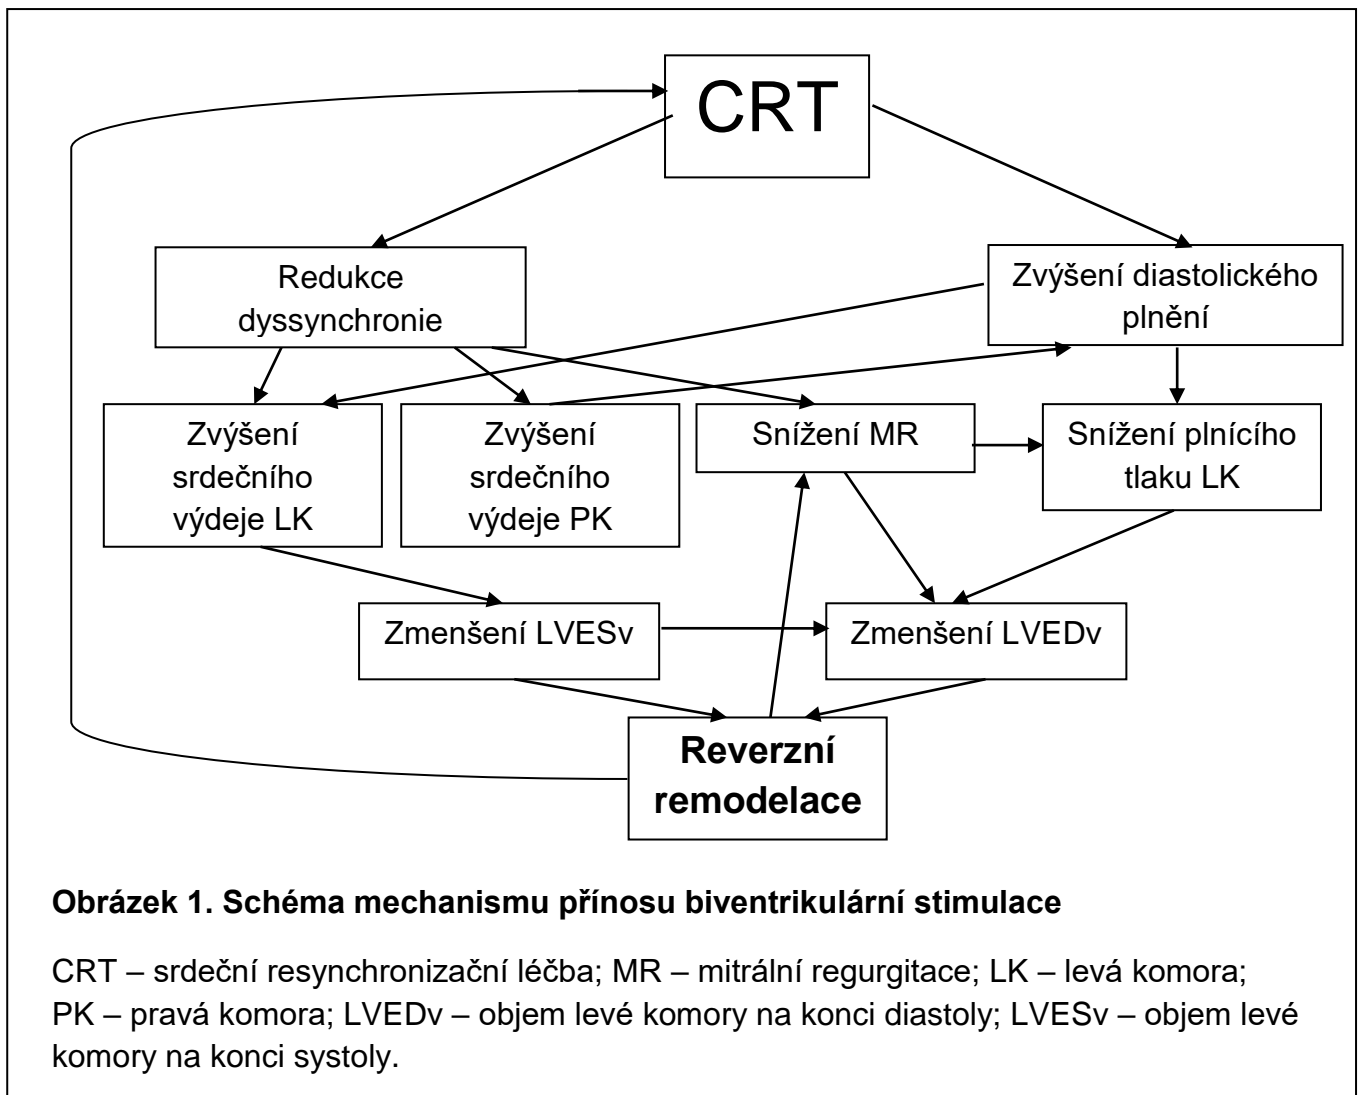 CRT
Redukce
dyssynchronie
Zvýšení diastolického
plnění
Zvýšení
srdečního
výdeje LK
Zvýšení
srdečního
výdeje PK
Snížení MR
Snížení plnícího
tlaku LK
Zmenšení LVESv
Zmenšení LVEDv
Reverzní
remodelace
Obrázek 1. Schéma mechanismu přínosu biventrikulární stimulace
CRT – srdeční resynchronizační léčba; MR – mitrální regurgitace; LK – levá komora;
PK – pravá komora; LVEDv – objem levé komory na konci diastoly; LVESv – objem levé
komory na konci systoly.